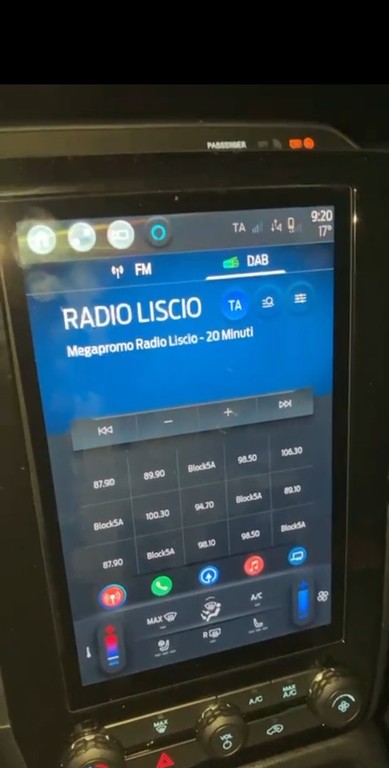 PASSENGER
TA 9:20
17°
FM DAB
RADIO LISCIO TA
Megapromo Radio Liscio - 20 Minuti
87.90 89.90 Block5A 98.50 106.30
Block5A 100.30 94.70 Block5A 89.10
87.90 Block5A 98.10 98.50 Block5A
MAX A/C
R
MAX VOL A/C MAX A/C